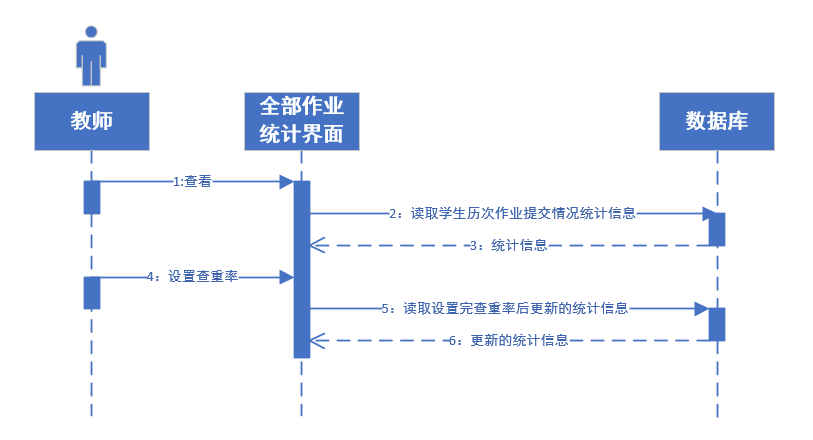 教师
全部作业
统计界面
数据库
1:查看
2：读取学生历次作业提交情况统计信息
3：统计信息
4：设置查重率
5：读取设置完查重率后更新的统计信息
6：更新的统计信息